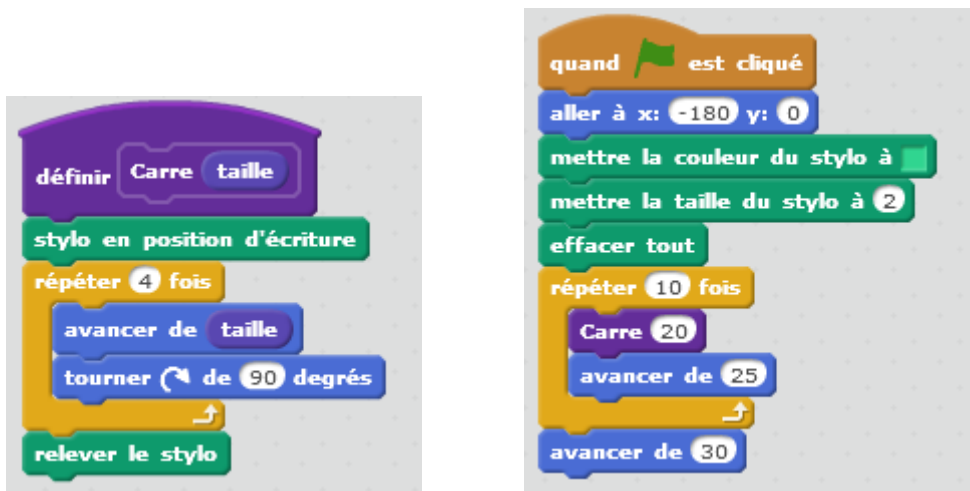 définir Carre taille
stylo en position d'écriture
répéter 4 fois
avancer de taille
tourner de 90 degrés
relever le stylo
quand est cliqué
aller à x: -180 y: 0
mettre la couleur du stylo à
mettre la taille du stylo à 2
effacer tout
répéter 10 fois
Carre 20
avancer de 25
avancer de 30